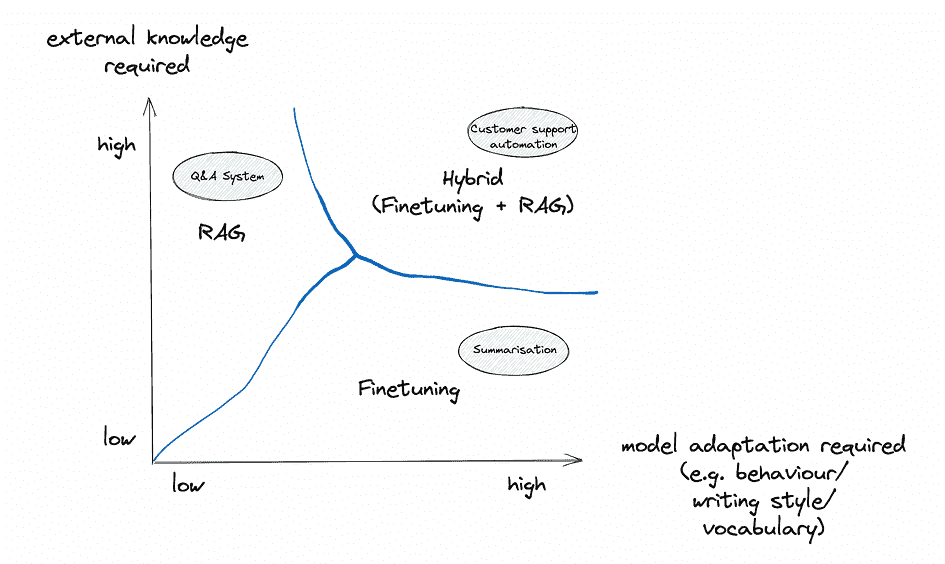 external knowledge
required
high
Customer support
automation
Q&A System
Hybrid
(Finetuning + RAG)
RAG
Summarisation
Finetuning
low
low
high
model adaptation required
(e.g. behaviour/
writing style/
vocabulary)